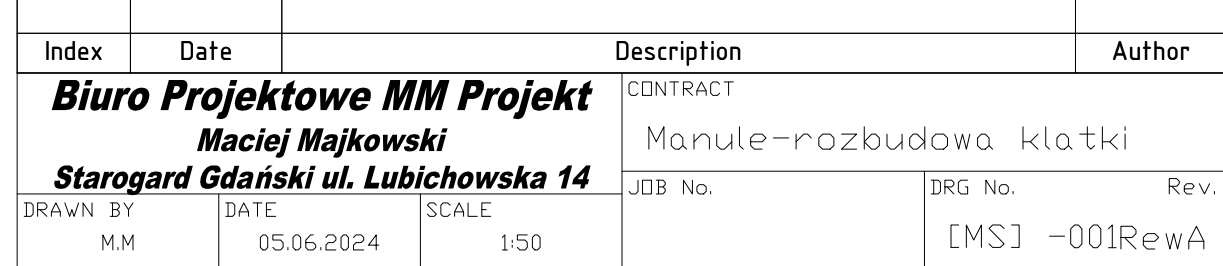 Index Date Description Author
Biuro Projektowe MM Projekt
Maciej Majkowski
Starogard Gdański ul. Lubichowska 14
CONTRACT
Manule-rozbudowa klatki
JOB No.
DRG No. Rev.
[MS] -001RewA
DRAWN BY DATE SCALE
M.M 05.06.2024 1:50